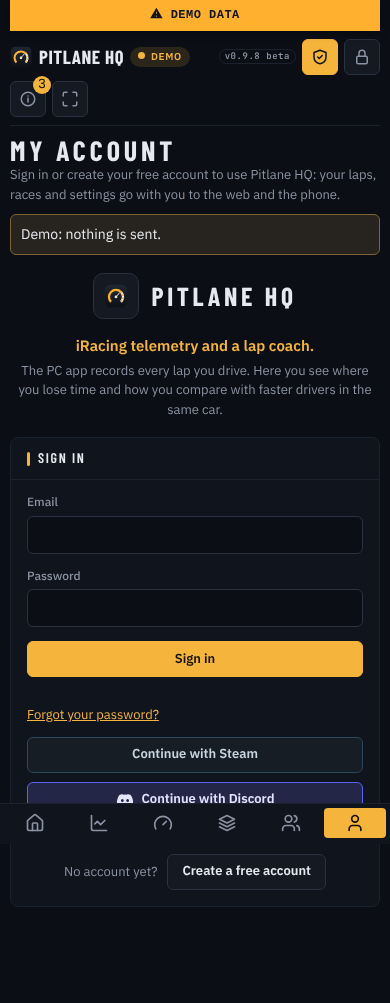 DEMO DATA
PITLANE HQ
DEMO
v0.9.8 beta
3
MY ACCOUNT
Sign in or create your free account to use Pitlane HQ: your laps,
races and settings go with you to the web and the phone.
Demo: nothing is sent.
PITLANE HQ
iRacing telemetry and a lap coach.
The PC app records every lap you drive. Here you see where
you lose time and how you compare with faster drivers in the
same car.
SIGN IN
Email
Password
Sign in
Forgot your password?
Continue with Steam
Continue with Discord
No account yet?
Create a free account